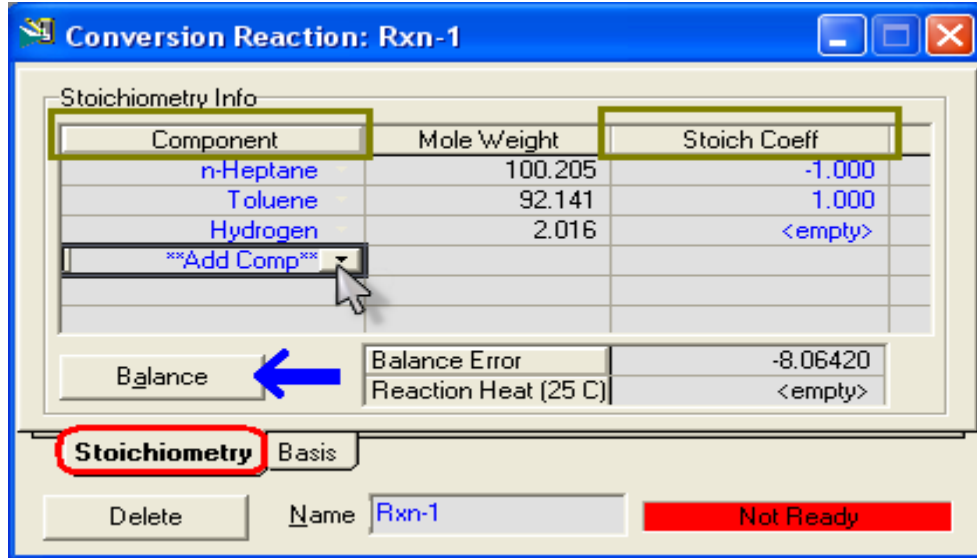 Conversion Reaction: Rxn-1
Stoichiometry Info
Component Mole Weight Stoich Coeff
n-Heptane 100.205 -1.000
Toluene 92.141 1.000
Hydrogen 2.016 <empty>
**Add Comp**
Balance
Balance Error -8.06420
Reaction Heat (25 C) <empty>
Stoichiometry Basis
Delete Name Rxn-1 Not Ready